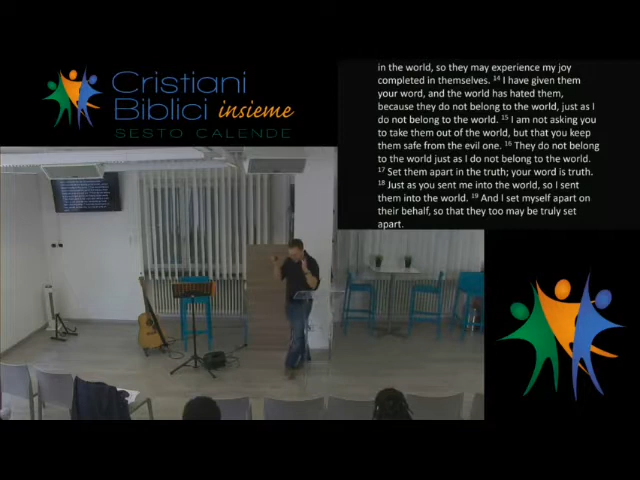 Cristiani
Biblici insieme
SESTO CALENDE
in the world, so they may experience my joy
completed in themselves. 14 I have given them
your word, and the world has hated them,
because they do not belong to the world, just as I
do not belong to the world. 15 I am not asking you
to take them out of the world, but that you keep
them safe from the evil one. 16 They do not belong
to the world just as I do not belong to the world.
17 Set them apart in the truth; your word is truth.
18 Just as you sent me into the world, so I sent
them into the world. 19 And I set myself apart on
their behalf, so that they too may be truly set
apart.